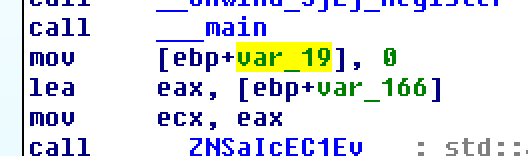 call ___main
mov [ebp+var_19], 0
lea eax, [ebp+var_166]
mov ecx, eax
call ZNSaIcEC1Ev ; std::